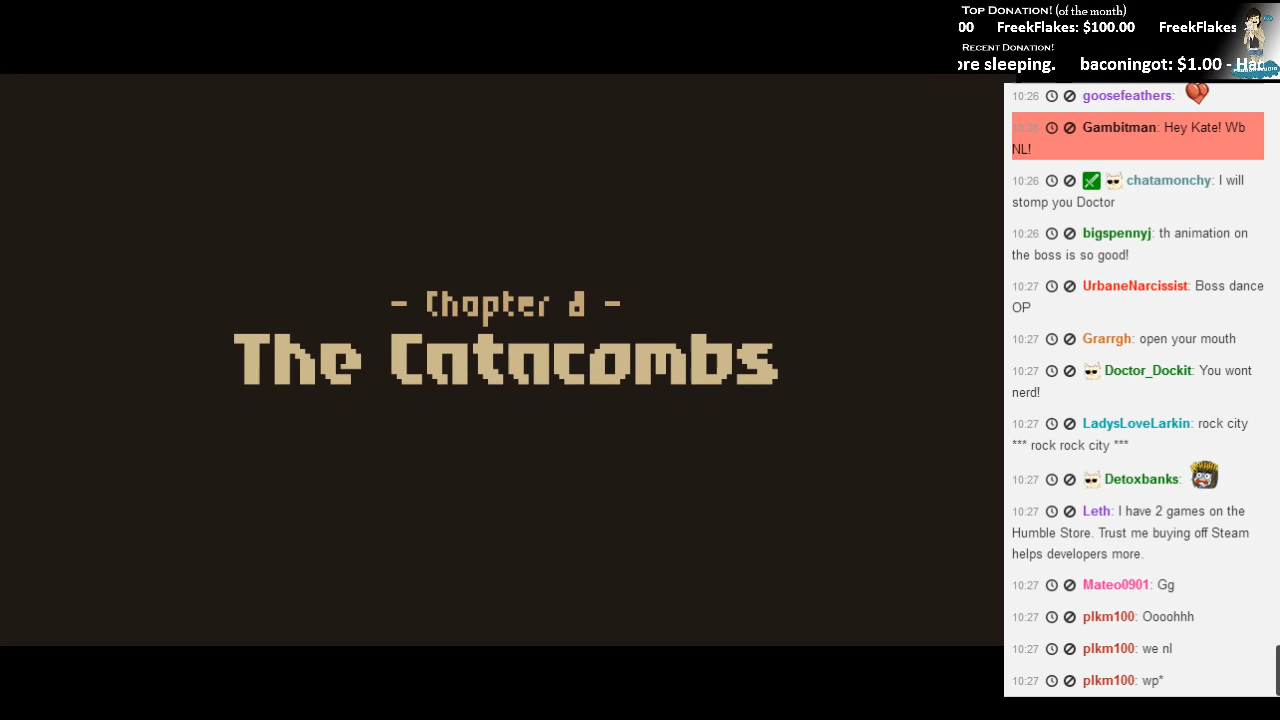 TOP DONATION! (of the month)
00 FreekFlakes: $100.00 FreekFlakes
RECENT DONATION!
ore sleeping. baconingot: $1.00 - Har
10:26 goosefeathers:
10:26 Gambitman: Hey Kate! Wb
NL!
10:26 chatamonchy: I will
stomp you Doctor
10:26 bigspennyj: th animation on
the boss is so good!
10:27 UrbaneNarcissist: Boss dance
OP
10:27 Grarrgh: open your mouth
10:27 Doctor_Dockit: You wont
nerd!
10:27 LadysLoveLarkin: rock city
*** rock rock city ***
10:27 Detoxbanks:
10:27 Leth: I have 2 games on the
Humble Store. Trust me buying off Steam
helps developers more.
10:27 Mateo0901: Gg
10:27 plkm100: Oooohhh
10:27 plkm100: we nl
10:27 plkm100: wp*
- Chapter d -
The Catacombs